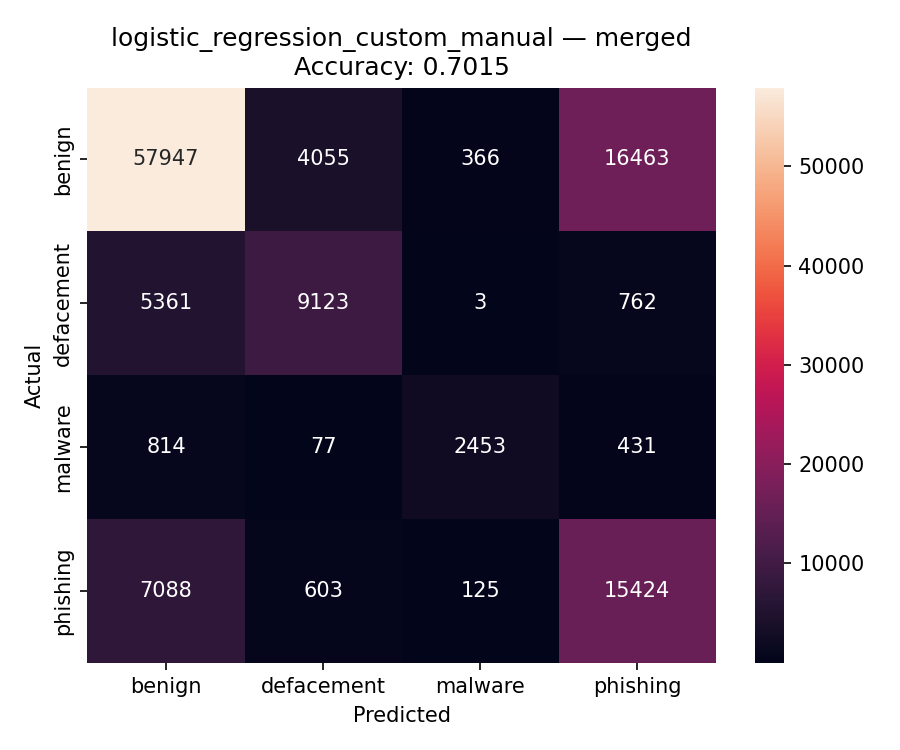 logistic_regression_custom_manual — merged
Accuracy: 0.7015
benign 57947 4055 366 16463
defacement 5361 9123 3 762
malware 814 77 2453 431
phishing 7088 603 125 15424
Actual
benign defacement malware phishing
Predicted
50000
40000
30000
20000
10000